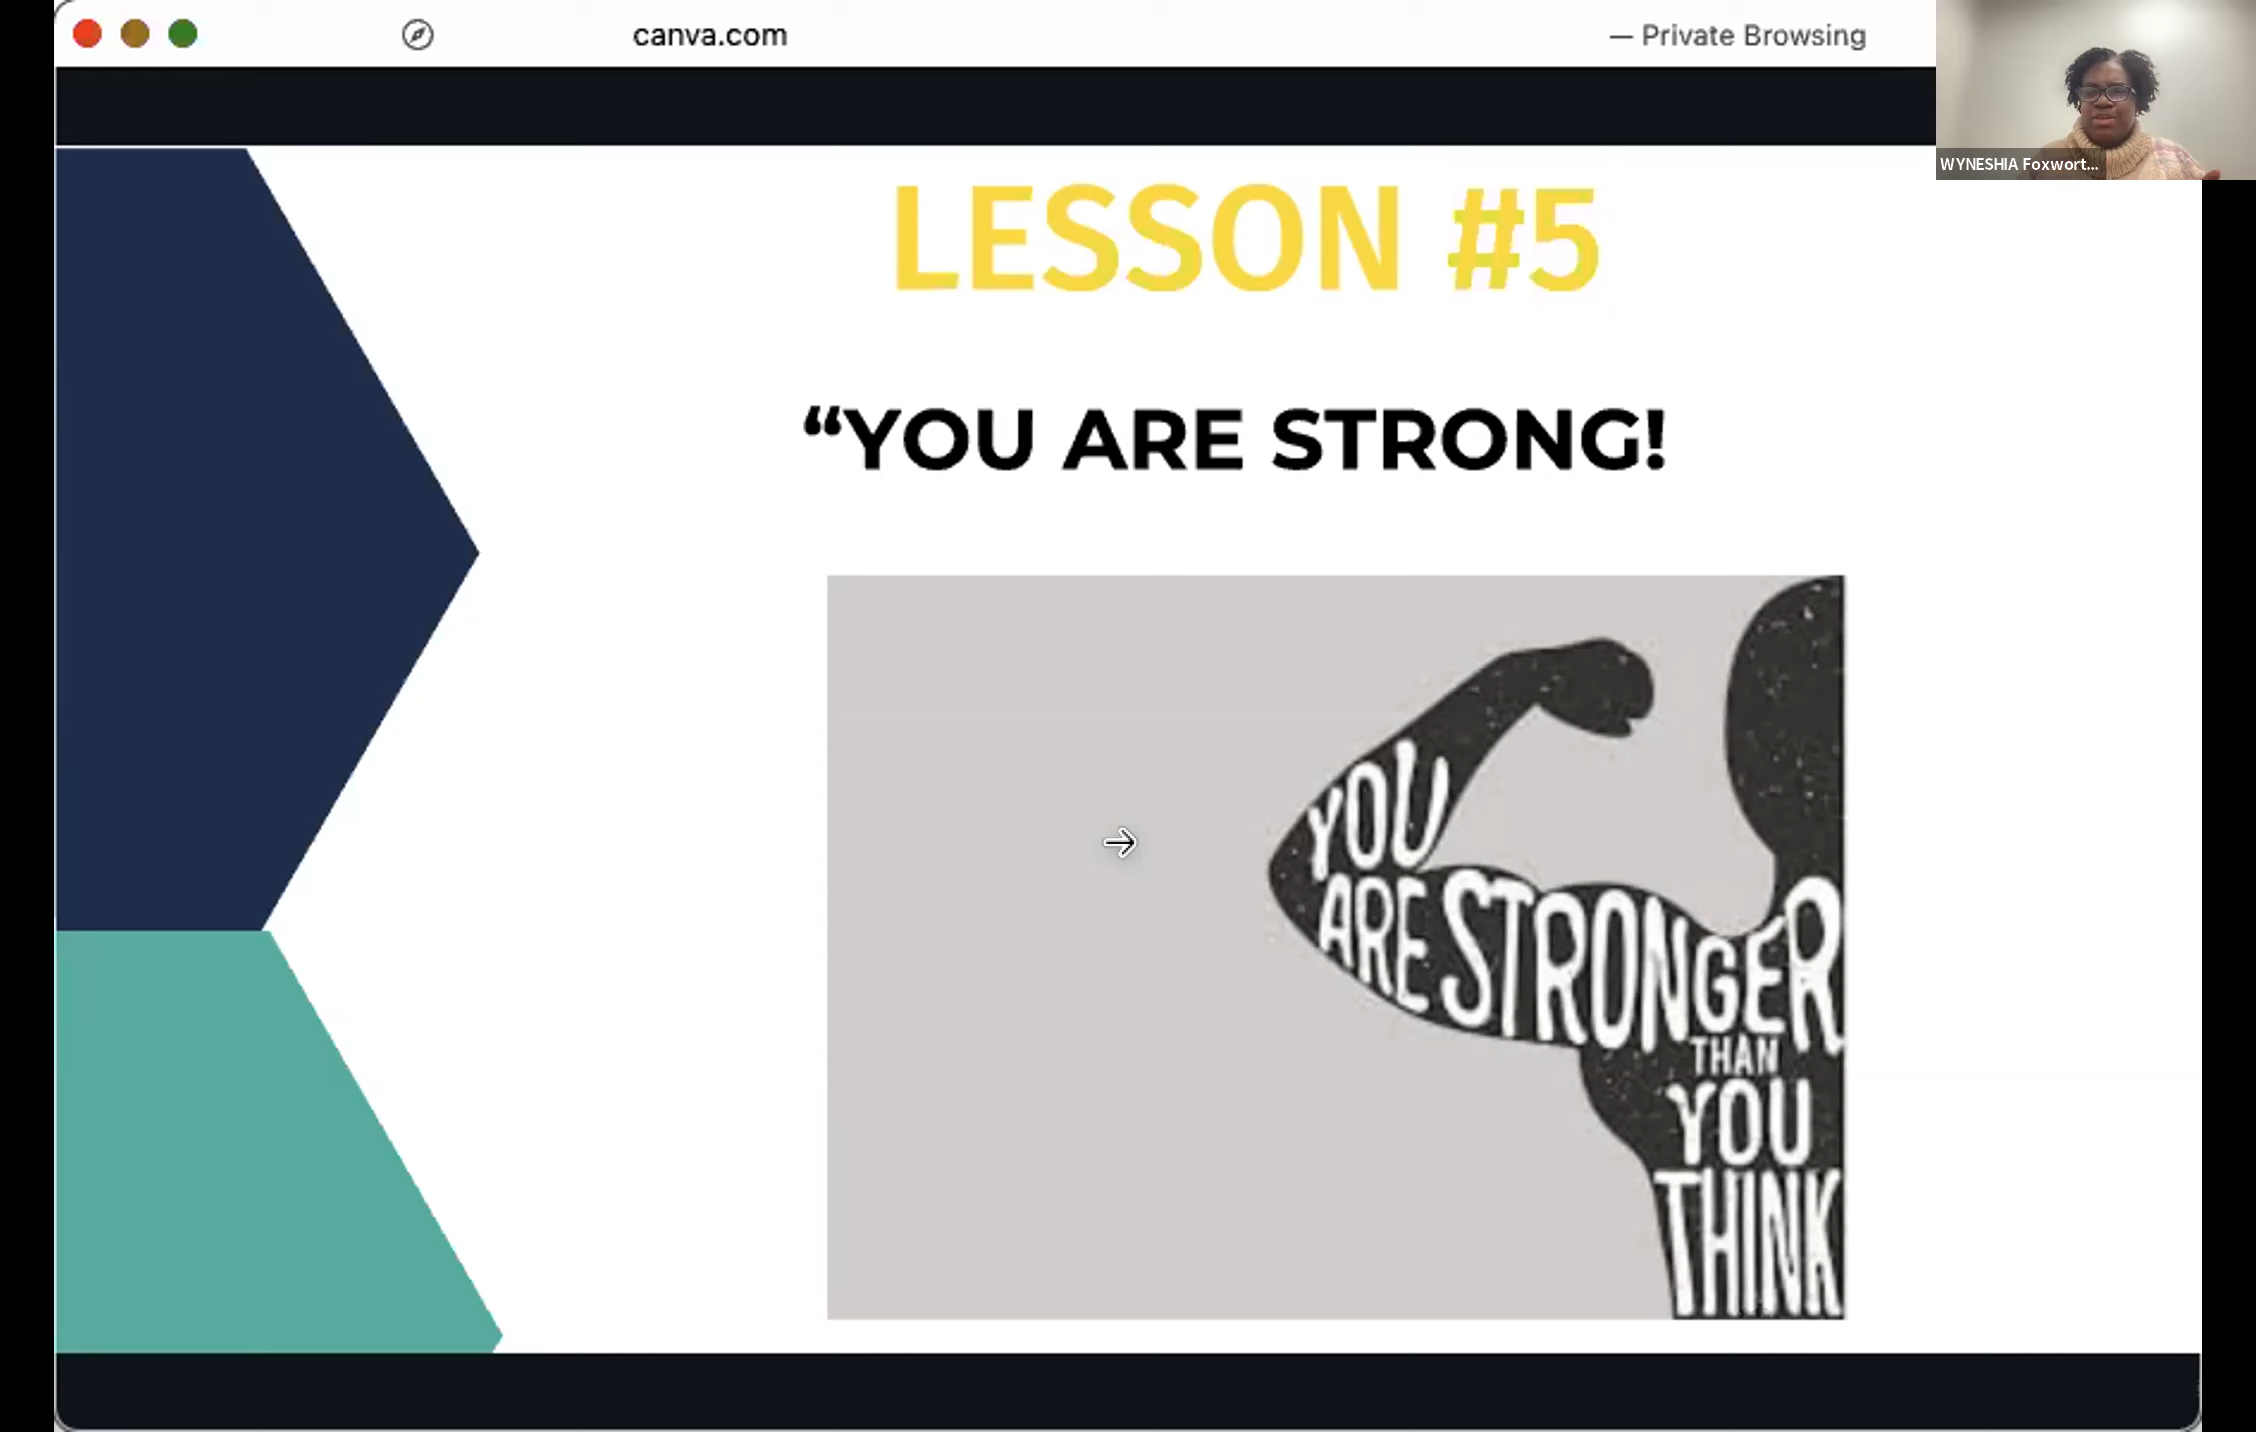 canva.com
— Private Browsing
WYNESHIA Foxwort...
LESSON #5
“YOU ARE STRONG!
YOU
ARE STRONGER
THAN
YOU
THINK